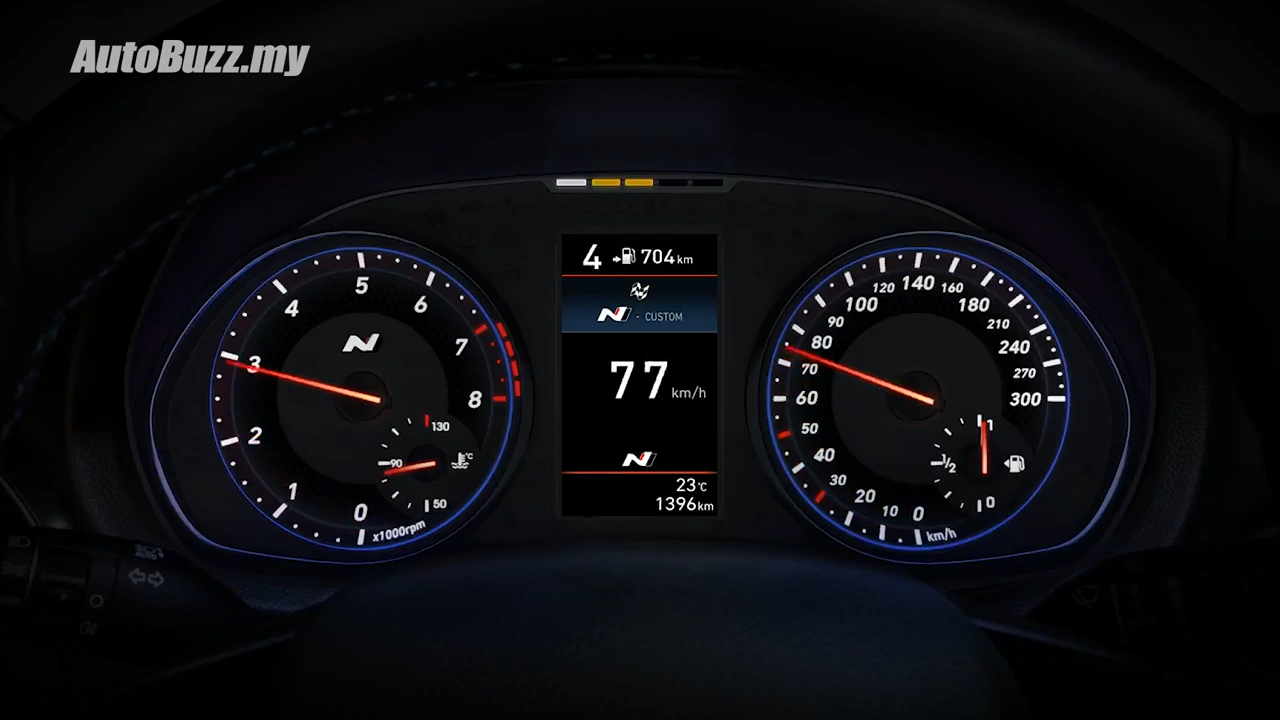 AutoBuzz.my
4 704 km
N - CUSTOM
77 km/h
N
23°C
1396 km
N
0 1 2 3 4 5 6 7 8
x1000rpm
130
90
°C
50
0 10 20 30 40 50 60 70 80 90 100 120 140 160 180 210 240 270 300
km/h
1
1/2
0